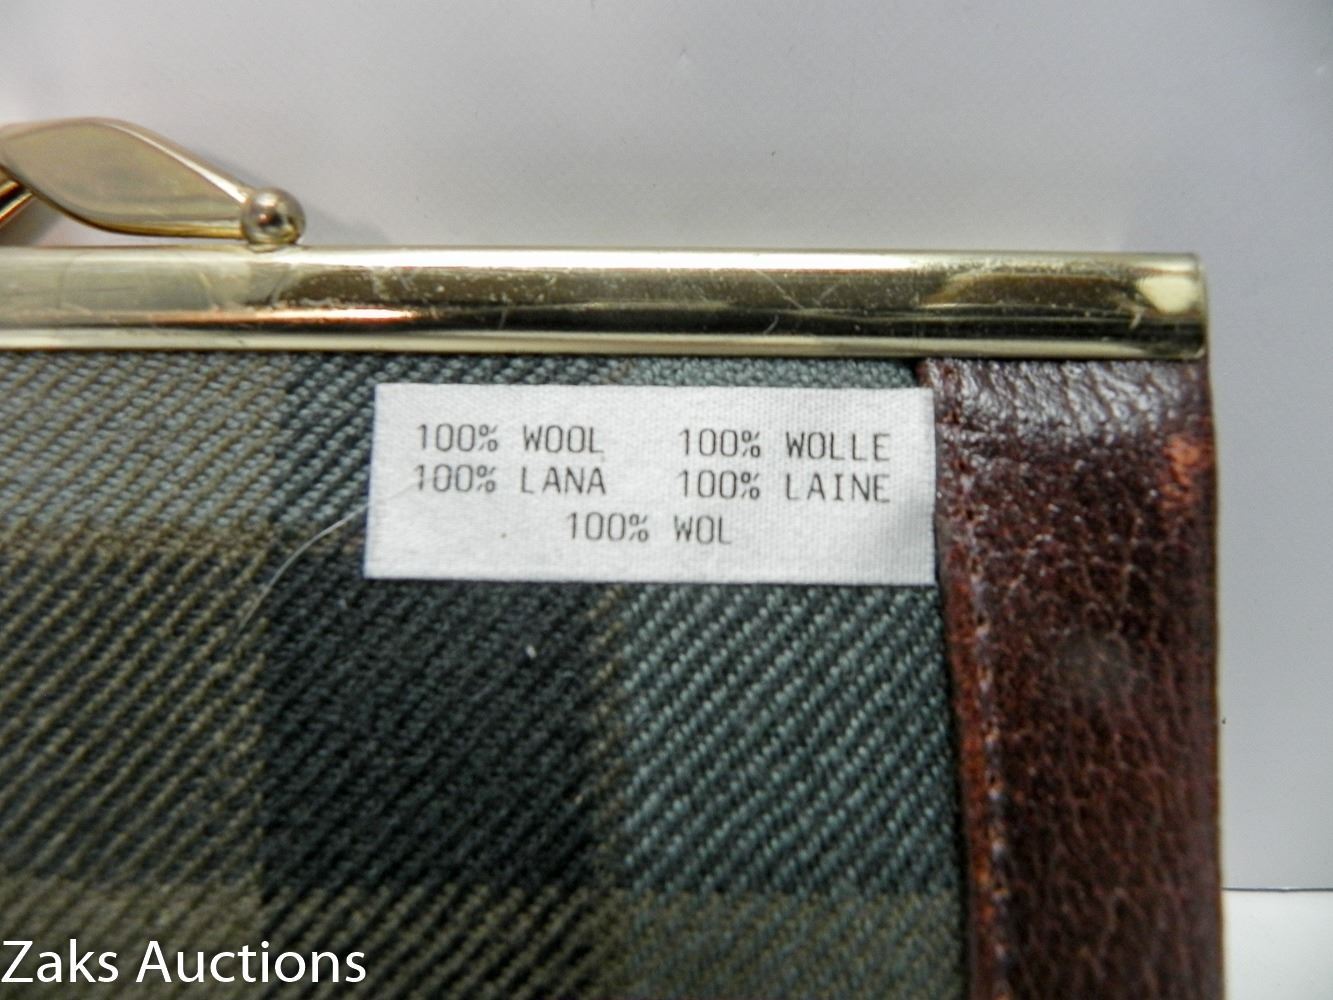 100% WOOL 100% WOLLE
100% LANA 100% LAINE
100% WOL
Zaks Auctions